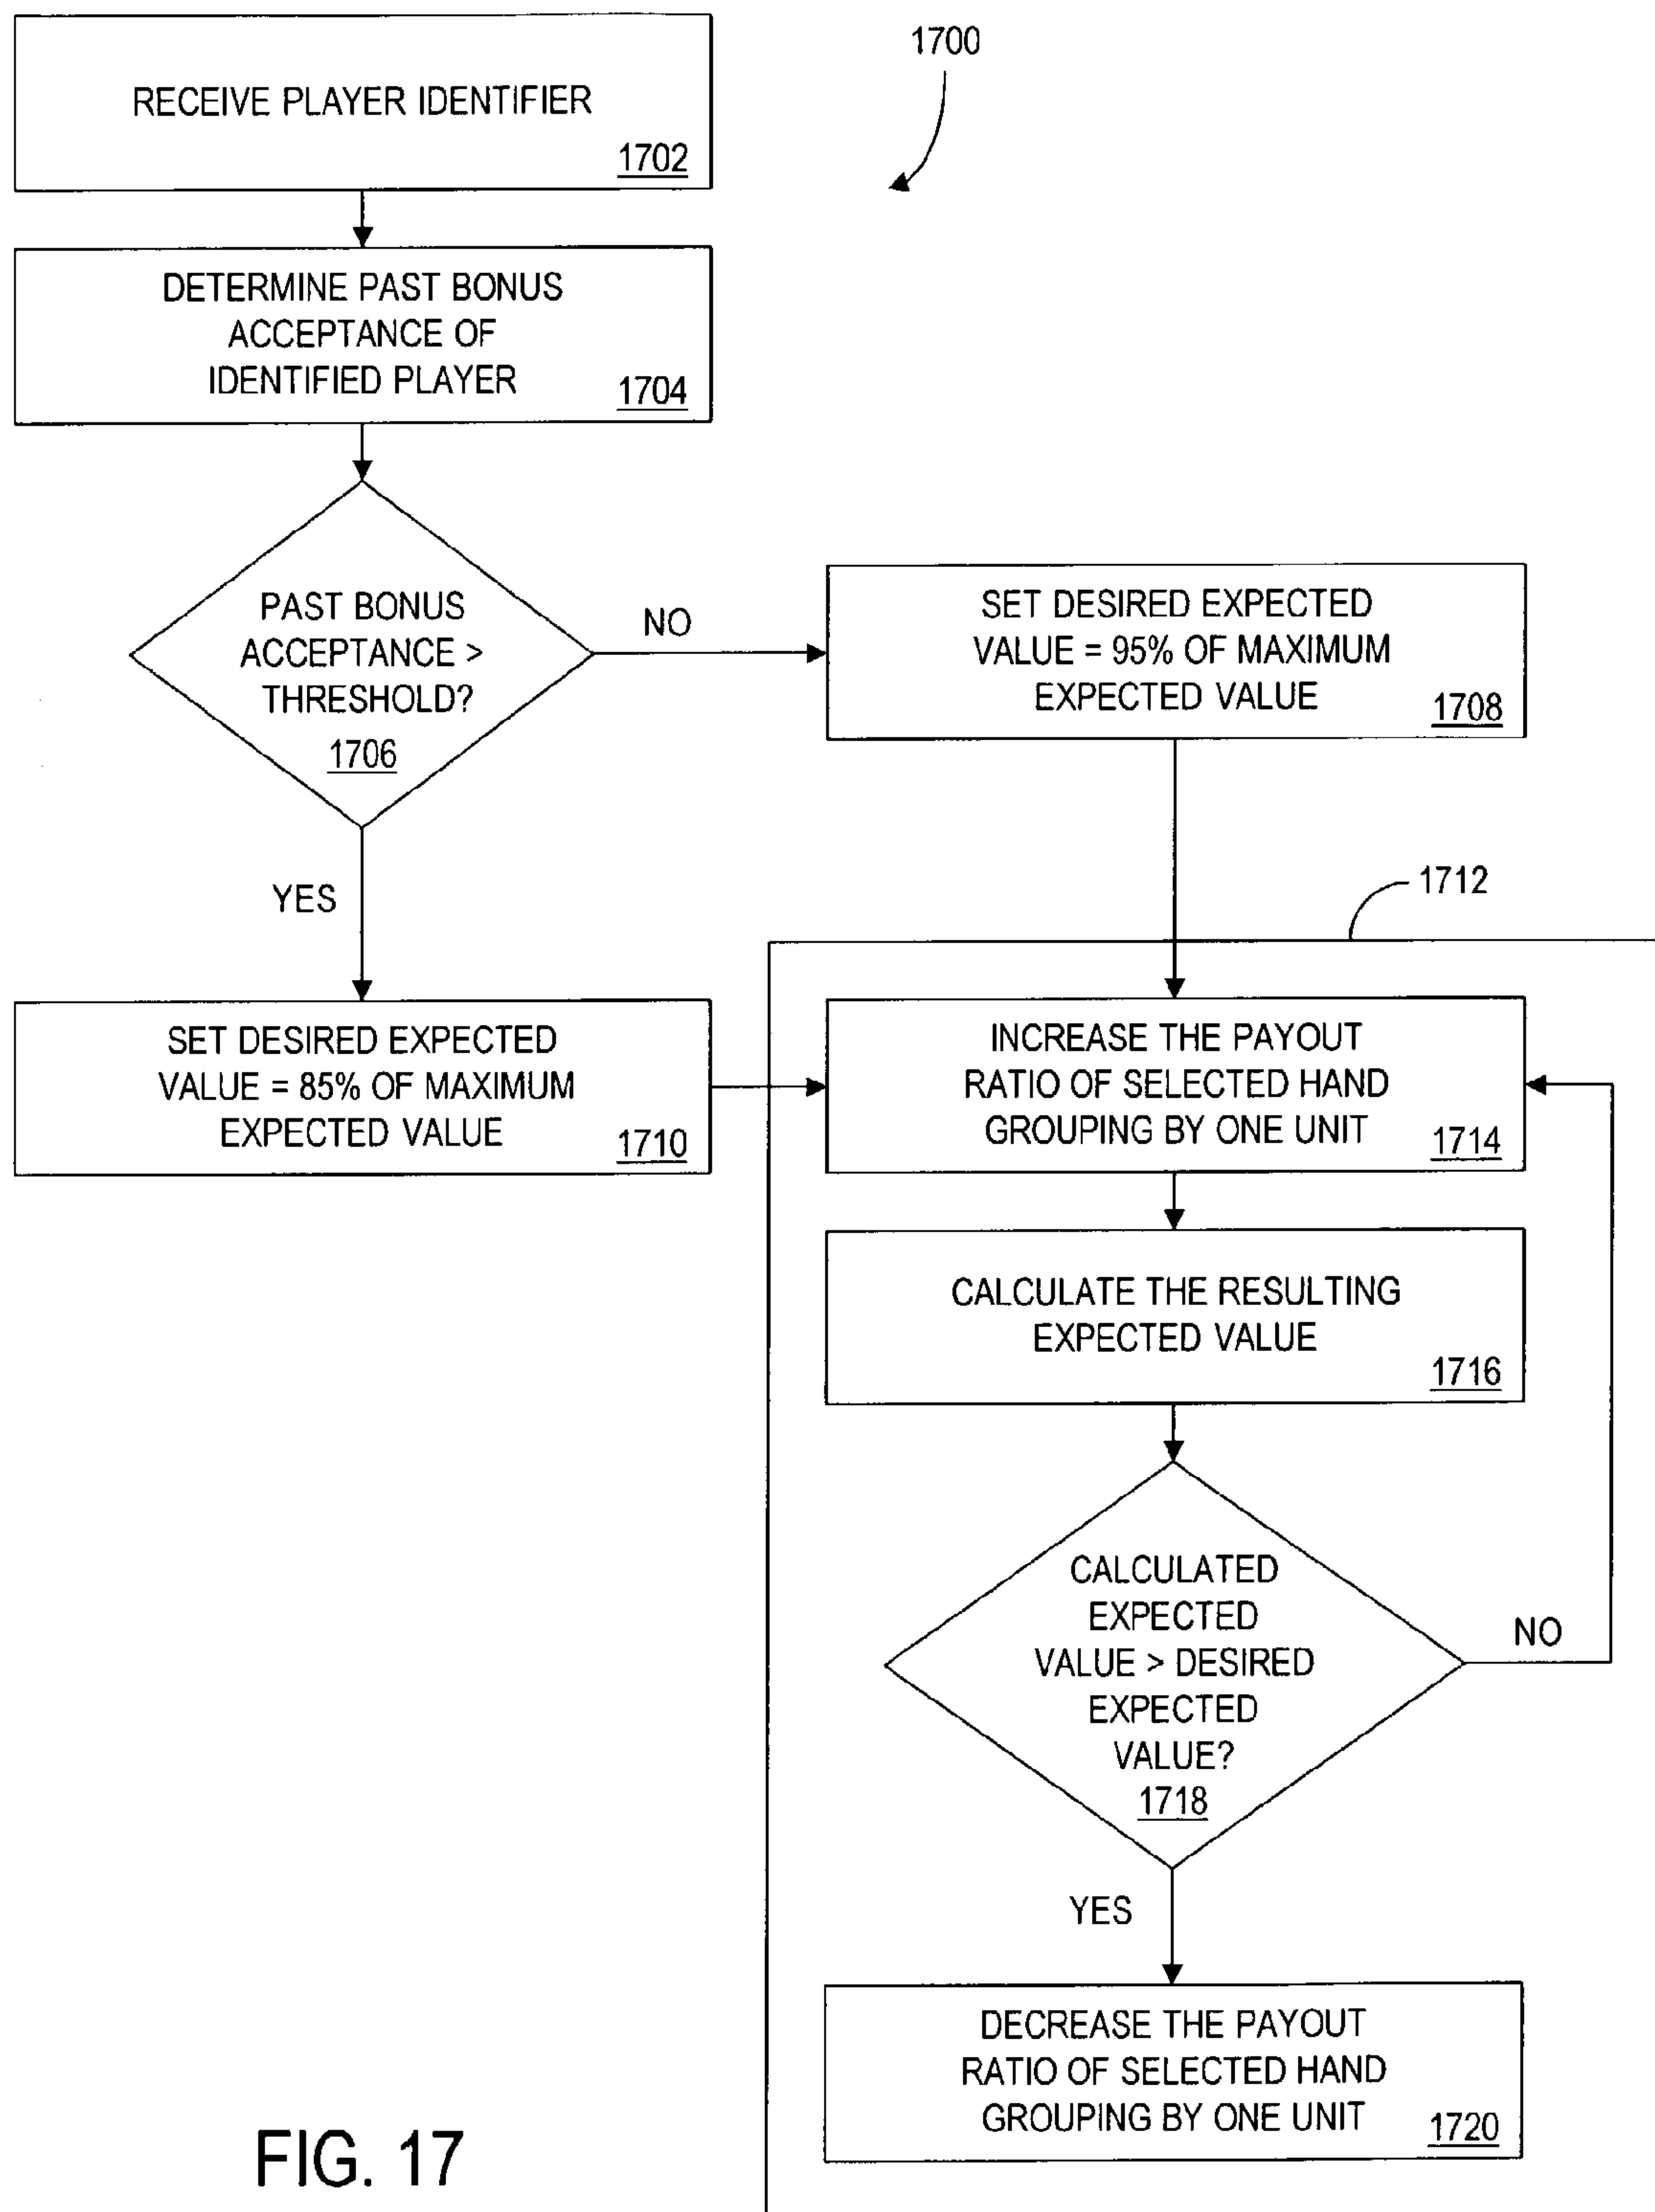 1700
RECEIVE PLAYER IDENTIFIER
1702
DETERMINE PAST BONUS
ACCEPTANCE OF
IDENTIFIED PLAYER
1704
PAST BONUS
ACCEPTANCE >
THRESHOLD?
1706
NO
SET DESIRED EXPECTED
VALUE = 95% OF MAXIMUM
EXPECTED VALUE
1708
YES
1712
SET DESIRED EXPECTED
VALUE = 85% OF MAXIMUM
EXPECTED VALUE
1710
INCREASE THE PAYOUT
RATIO OF SELECTED HAND
GROUPING BY ONE UNIT
1714
CALCULATE THE RESULTING
EXPECTED VALUE
1716
CALCULATED
EXPECTED
VALUE > DESIRED
EXPECTED
VALUE?
1718
NO
YES
DECREASE THE PAYOUT
RATIO OF SELECTED HAND
GROUPING BY ONE UNIT
1720
FIG. 17